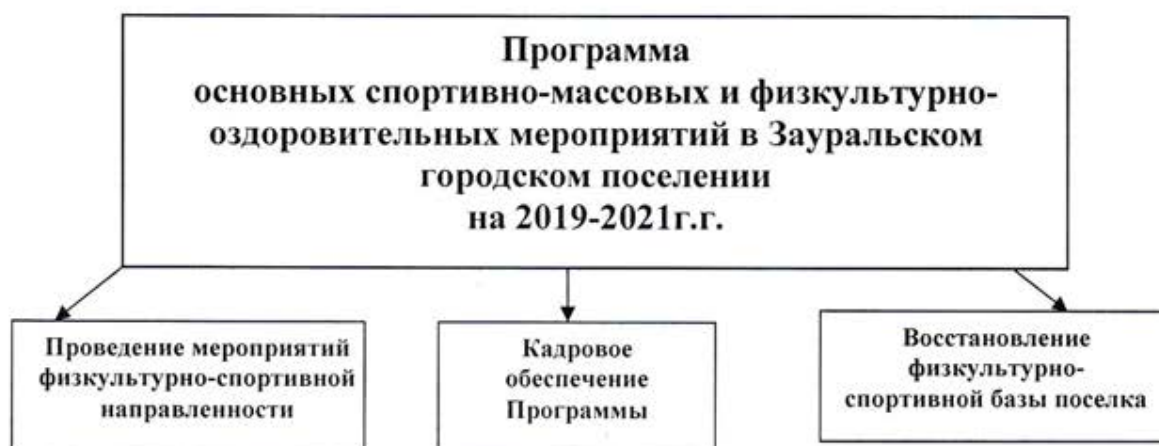 Программа
основных спортивно-массовых и физкультурно-
оздоровительных мероприятий в Зауральском
городском поселении
на 2019-2021г.г.
Проведение мероприятий
физкультурно-спортивной
направленности
Кадровое
обеспечение
Программы
Восстановление
физкультурно-
спортивной базы поселка